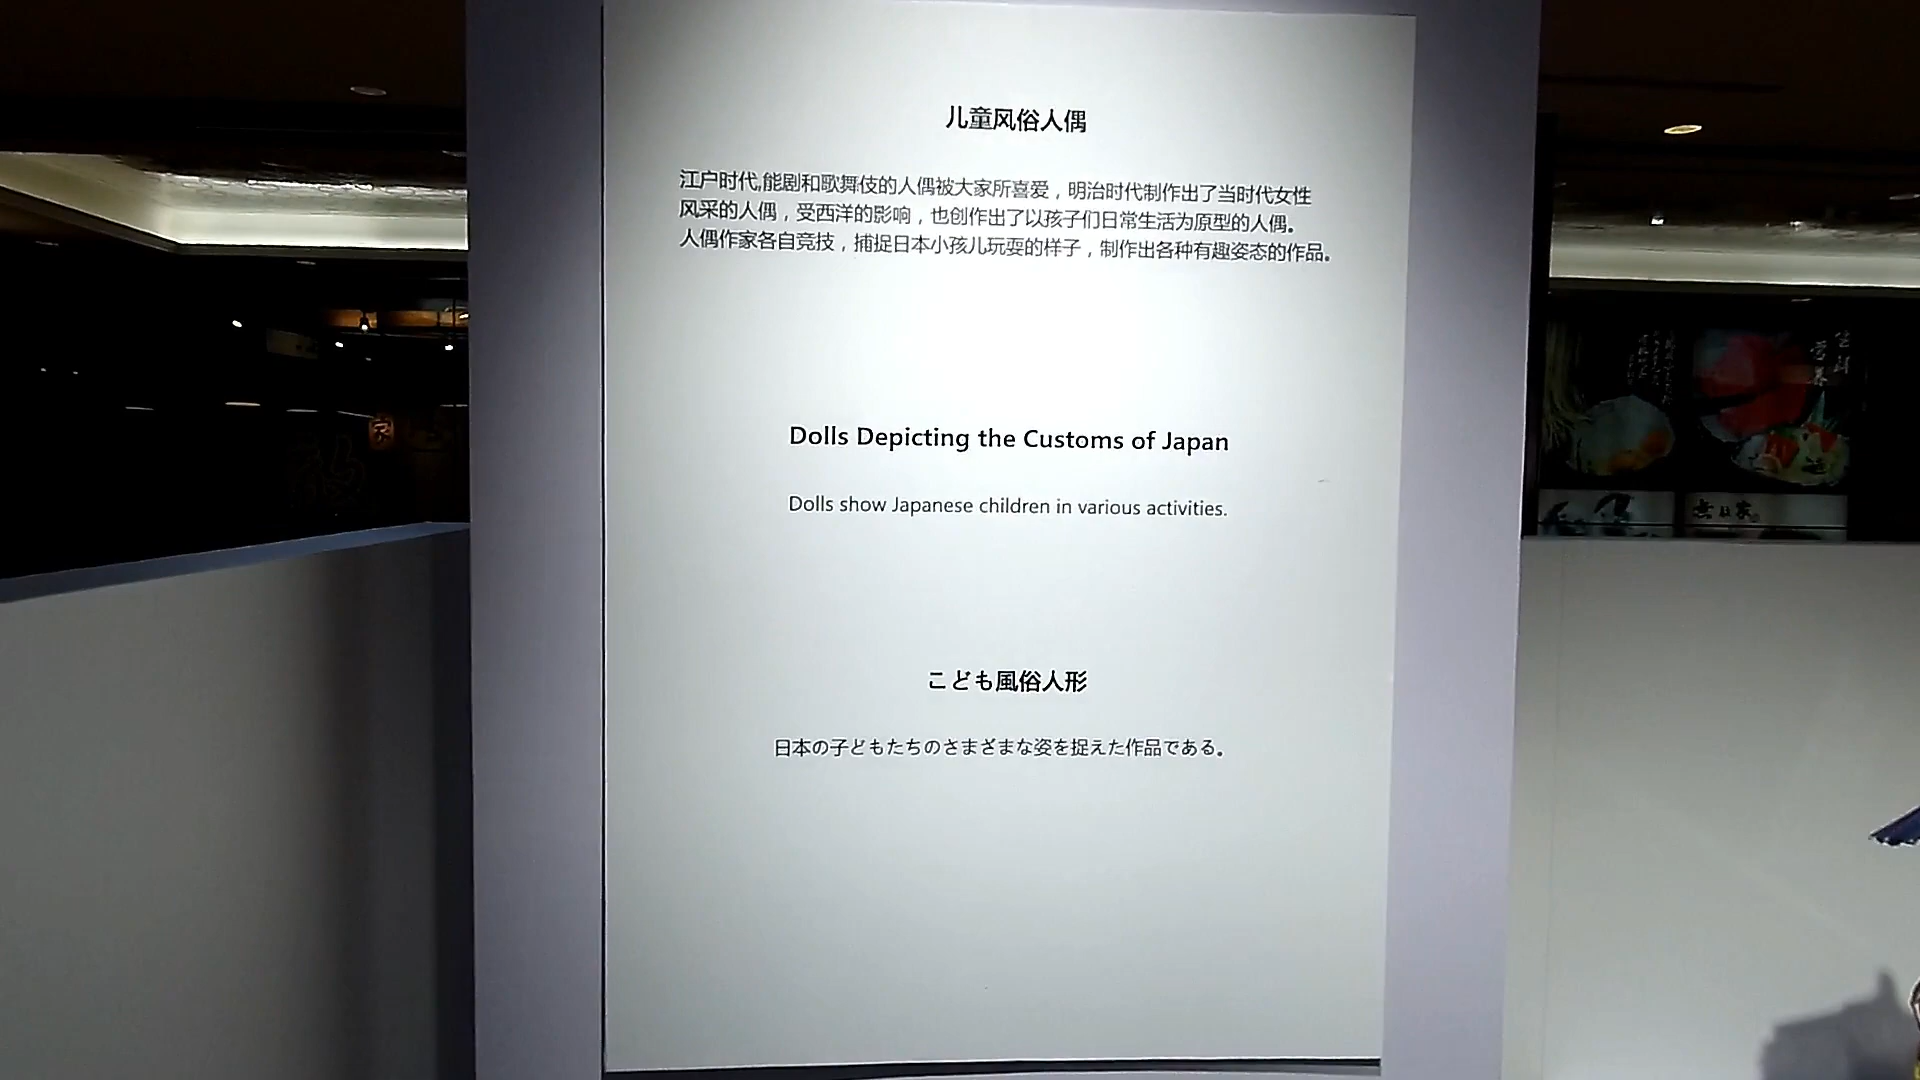 儿童风俗人偶
江户时代,能剧和歌舞伎的人偶被大家所喜爱，明治时代制作出了当时代女性
风采的人偶，受西洋的影响，也创作出了以孩子们日常生活为原型的人偶。
人偶作家各自竞技，捕捉日本小孩儿玩耍的样子，制作出各种有趣姿态的作品。
Dolls Depicting the Customs of Japan
Dolls show Japanese children in various activities.
こども風俗人形
日本の子どもたちのさまざまな姿を捉えた作品である。